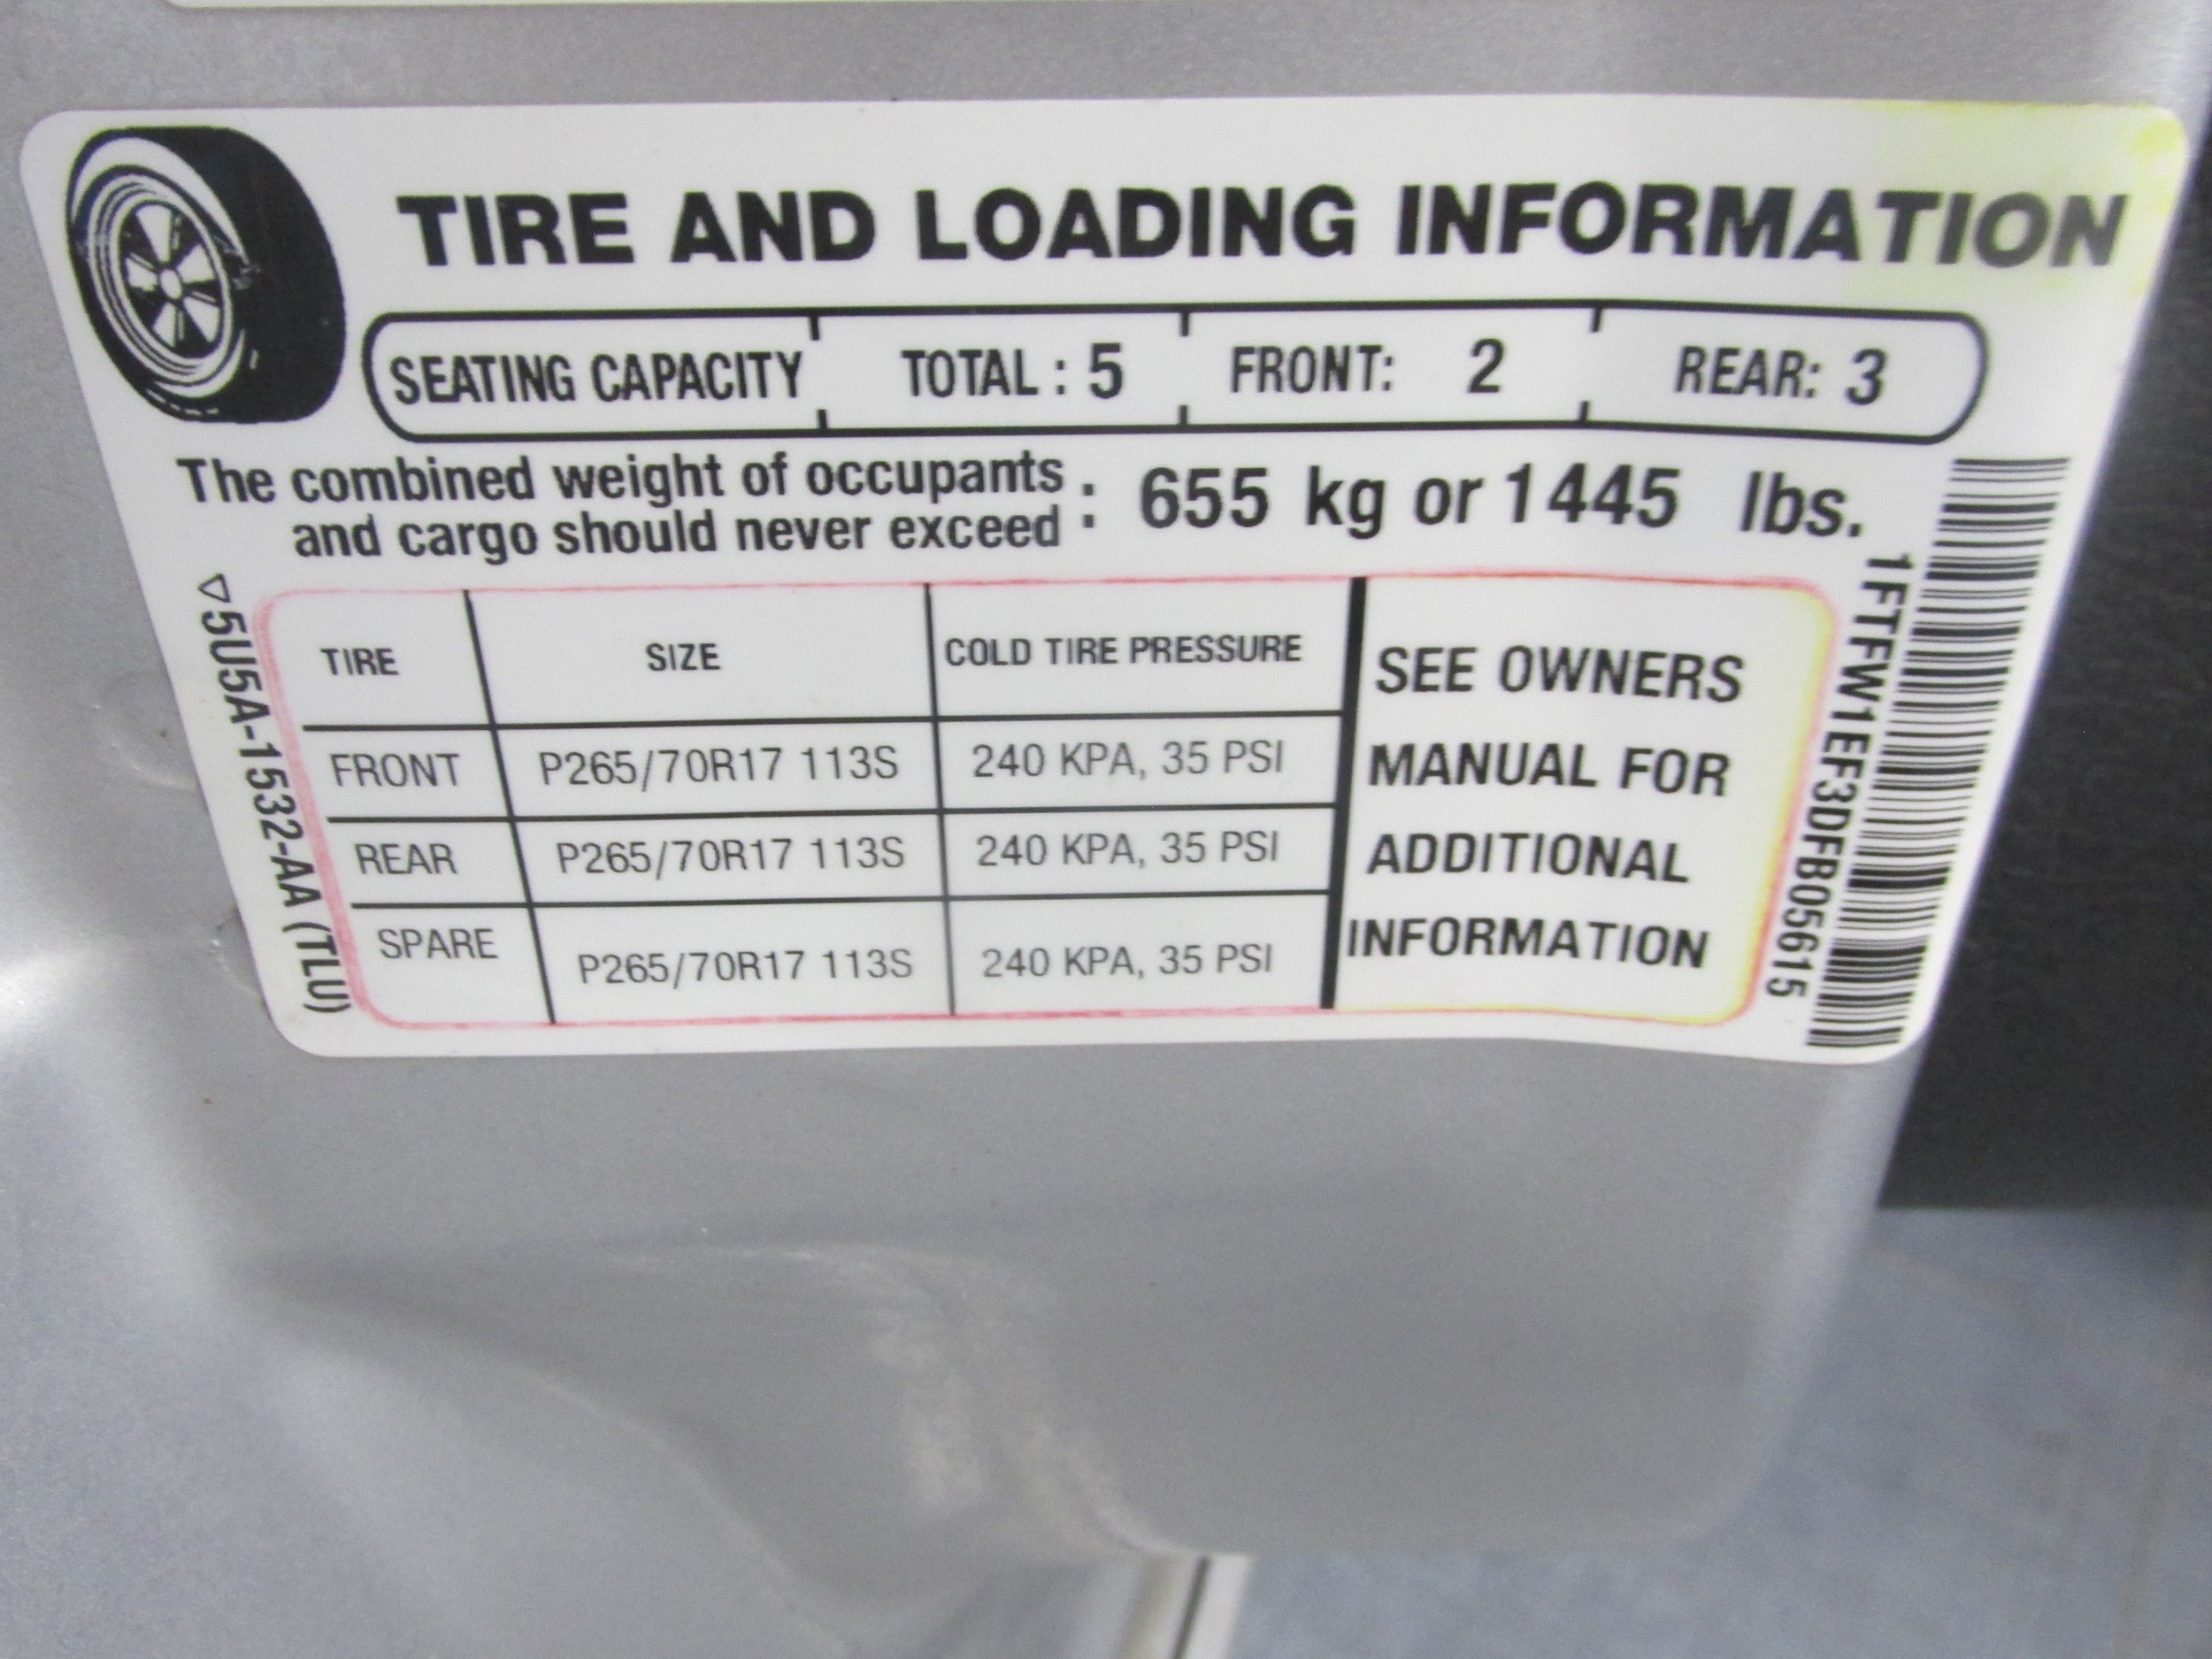 TIRE AND LOADING INFORMATION
SEATING CAPACITY TOTAL : 5 FRONT: 2 REAR: 3
The combined weight of occupants
and cargo should never exceed : 655 kg or 1445 lbs.
TIRE SIZE COLD TIRE PRESSURE
FRONT P265/70R17 113S 240 KPA, 35 PSI
REAR P265/70R17 113S 240 KPA, 35 PSI
SPARE P265/70R17 113S 240 KPA, 35 PSI
SEE OWNERS
MANUAL FOR
ADDITIONAL
INFORMATION
▽5U5A-1532-AA (TLU)
1FTFW1EF3DFB05615